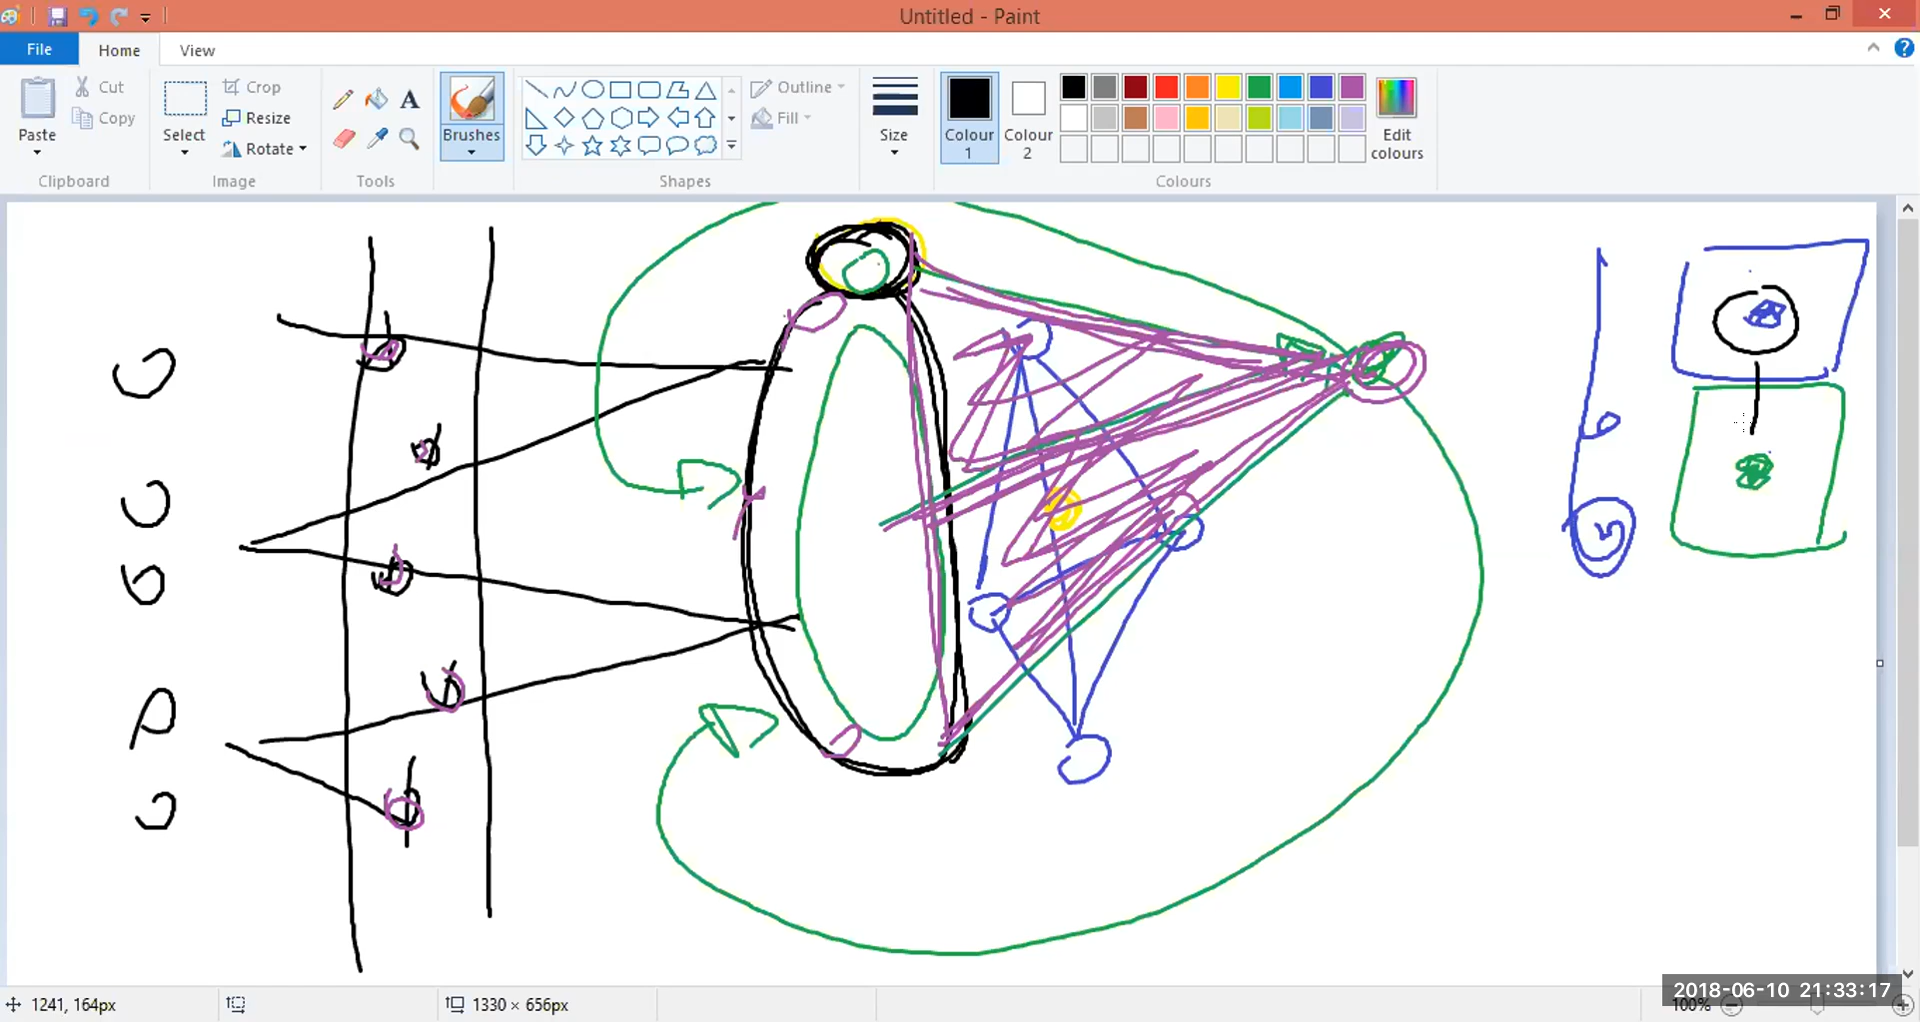 Untitled - Paint
File Home View
Paste
Cut
Copy
Clipboard
Select
Crop
Resize
Rotate
Image
A
Tools
Brushes
Shapes
Outline
Fill
Size
Colour 1
Colour 2
Edit colours
Colours
1241, 164px
1330 × 656px
100%
2018-06-10 21:33:17